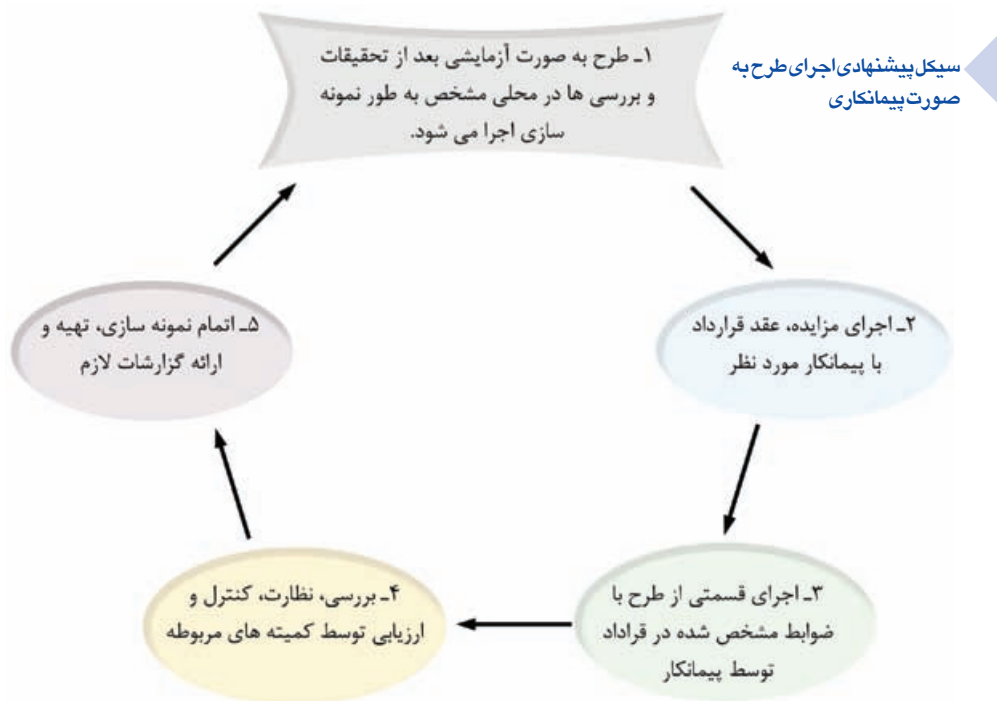 سیکل پیشنهادی اجرای طرح به
صورت پیمانکاری
۱ـ طرح به صورت آزمایشی بعد از تحقیقات
و بررسی ها در محلی مشخص به طور نمونه
سازی اجرا می شود.
۲ـ اجرای مزایده، عقد قرارداد
با پیمانکار مورد نظر
۳ـ اجرای قسمتی از طرح با
ضوابط مشخص شده در قراداد
توسط پیمانکار
۴ـ بررسی، نظارت، کنترل و
ارزیابی توسط کمیته های مربوطه
۵ـ اتمام نمونه سازی، تهیه و
ارائه گزارشات لازم